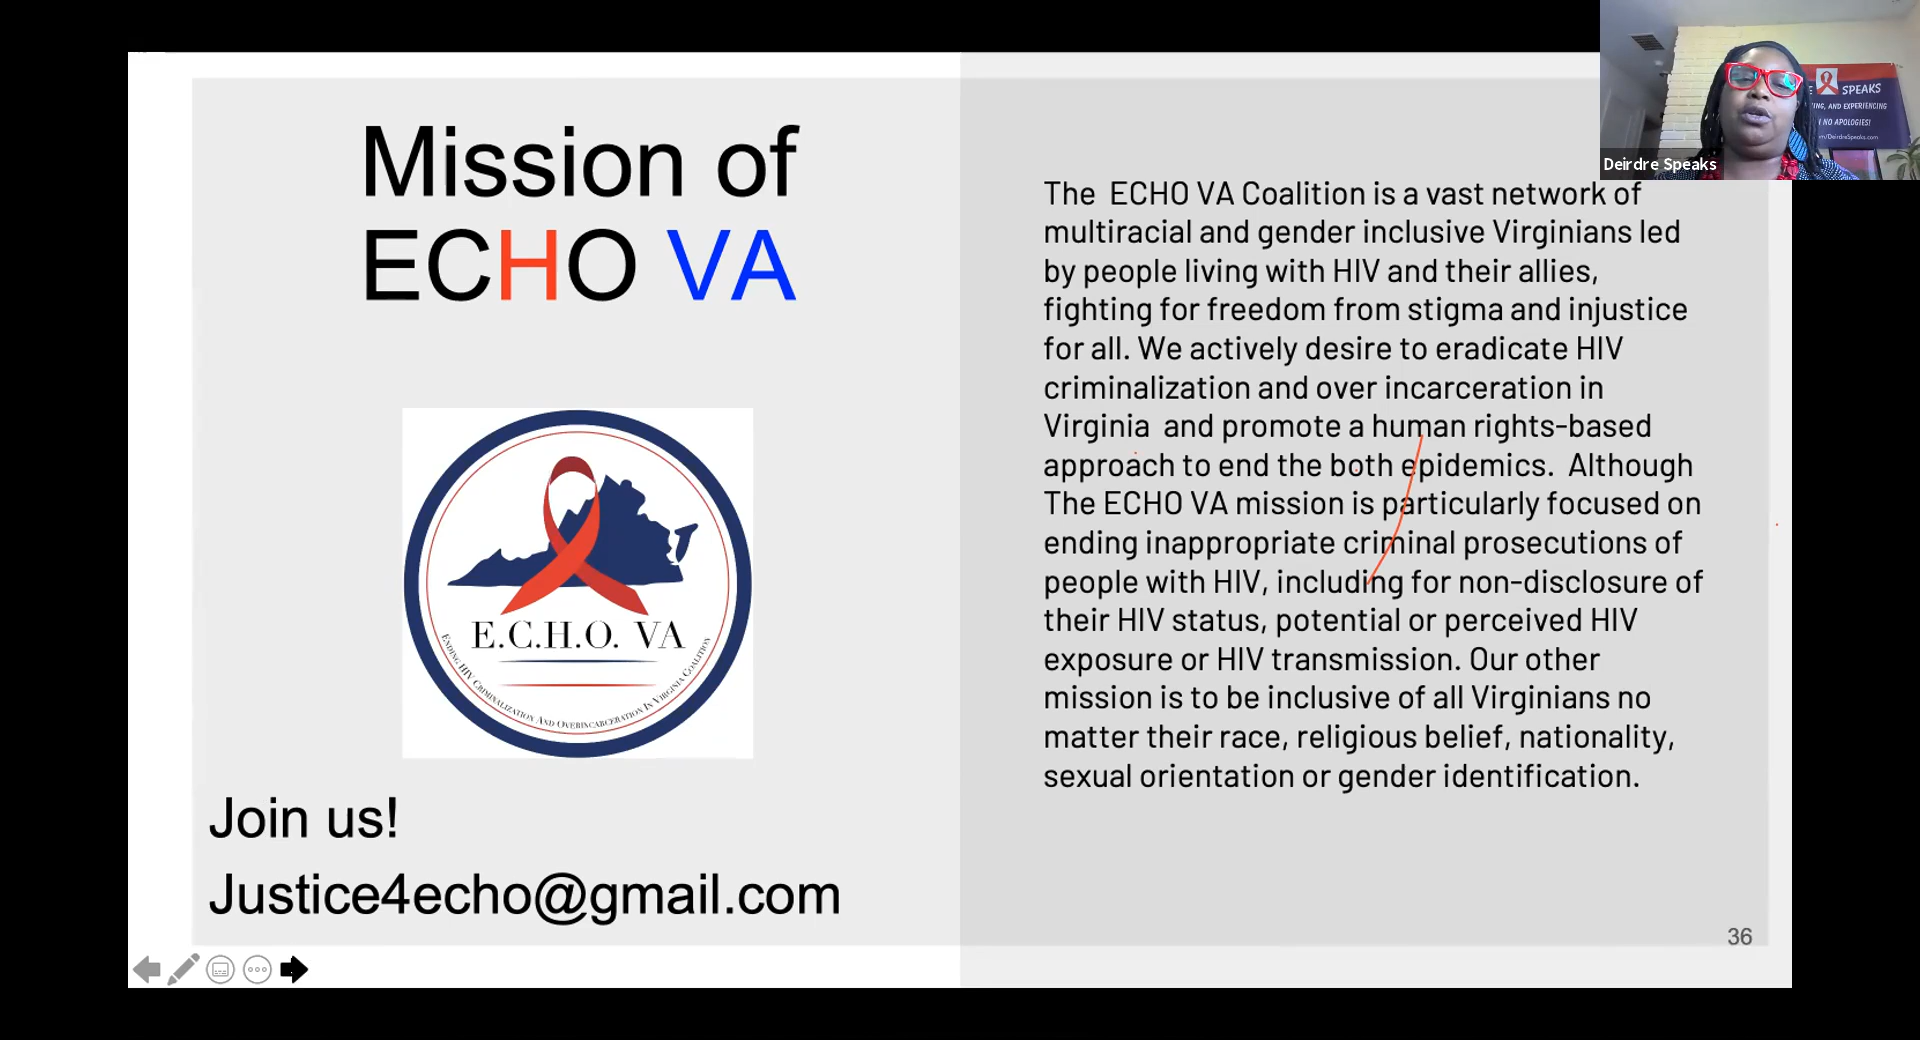 Mission of
ECHO VA
E.C.H.O. VA
Ending HIV Criminalization And Overincarceration In Virginia Coalition
Join us!
Justice4echo@gmail.com
The ECHO VA Coalition is a vast network of
multiracial and gender inclusive Virginians led
by people living with HIV and their allies,
fighting for freedom from stigma and injustice
for all. We actively desire to eradicate HIV
criminalization and over incarceration in
Virginia and promote a human rights-based
approach to end the both epidemics. Although
The ECHO VA mission is particularly focused on
ending inappropriate criminal prosecutions of
people with HIV, including for non-disclosure of
their HIV status, potential or perceived HIV
exposure or HIV transmission. Our other
mission is to be inclusive of all Virginians no
matter their race, religious belief, nationality,
sexual orientation or gender identification.
36
SPEAKS
AND EXPERIENCING
NO APOLOGIES!
DeirdreSpeaks.com
Deirdre Speaks